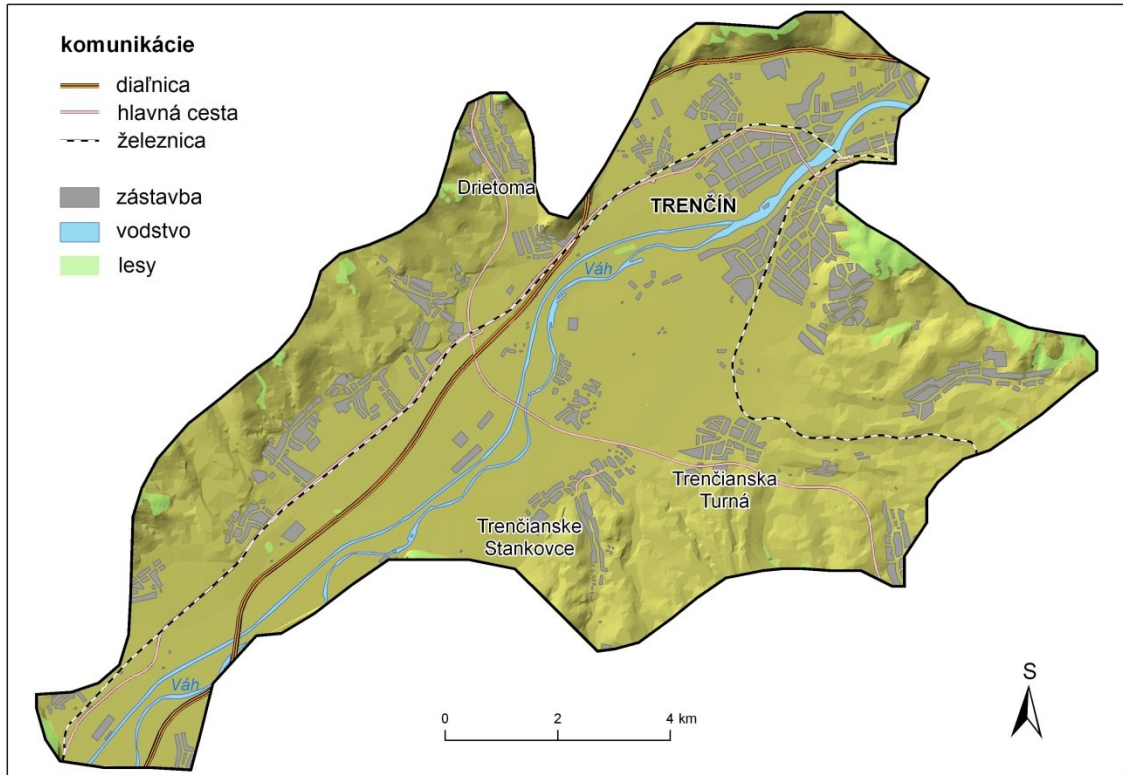 komunikácie
diaľnica
hlavná cesta
železnica
zástavba
vodstvo
lesy
Drietoma
TRENČÍN
Váh
Trenčianska
Turná
Trenčianske
Stankovce
Váh
S
0 2 4 km